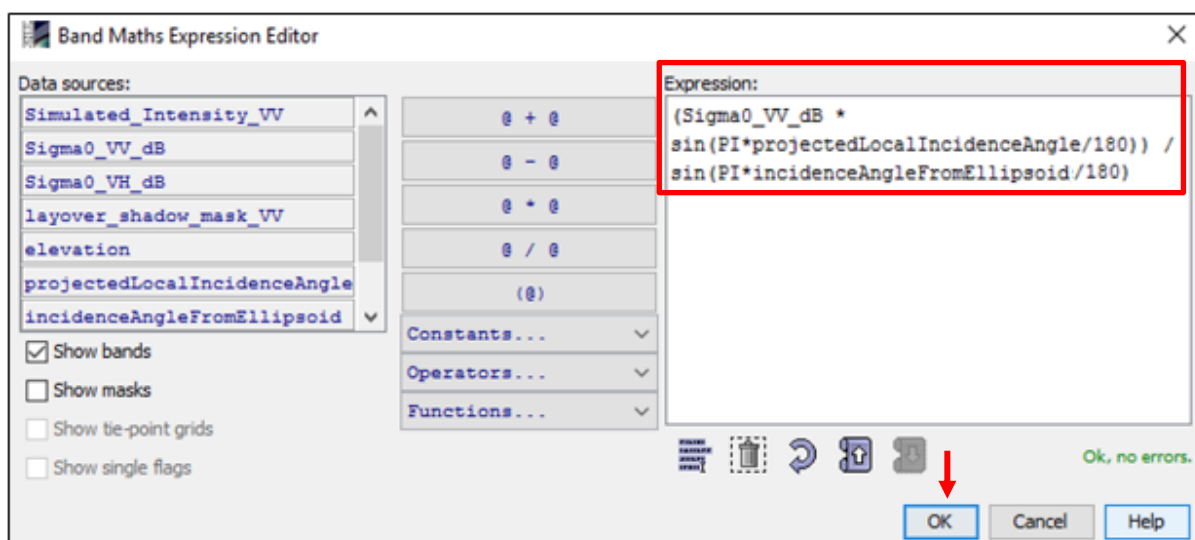 Band Maths Expression Editor
Data sources:
Simulated_Intensity_VV
Sigma0_VV_dB
Sigma0_VH_dB
layover_shadow_mask_VV
elevation
projectedLocalIncidenceAngle
incidenceAngleFromEllipsoid
Show bands
Show masks
Show tie-point grids
Show single flags
@ + @
@ - @
@ * @
@ / @
(@)
Constants...
Operators...
Functions...
Expression:
(Sigma0_VV_dB *
sin(PI*projectedLocalIncidenceAngle/180)) /
sin(PI*incidenceAngleFromEllipsoid/180)
Ok, no errors.
OK
Cancel
Help